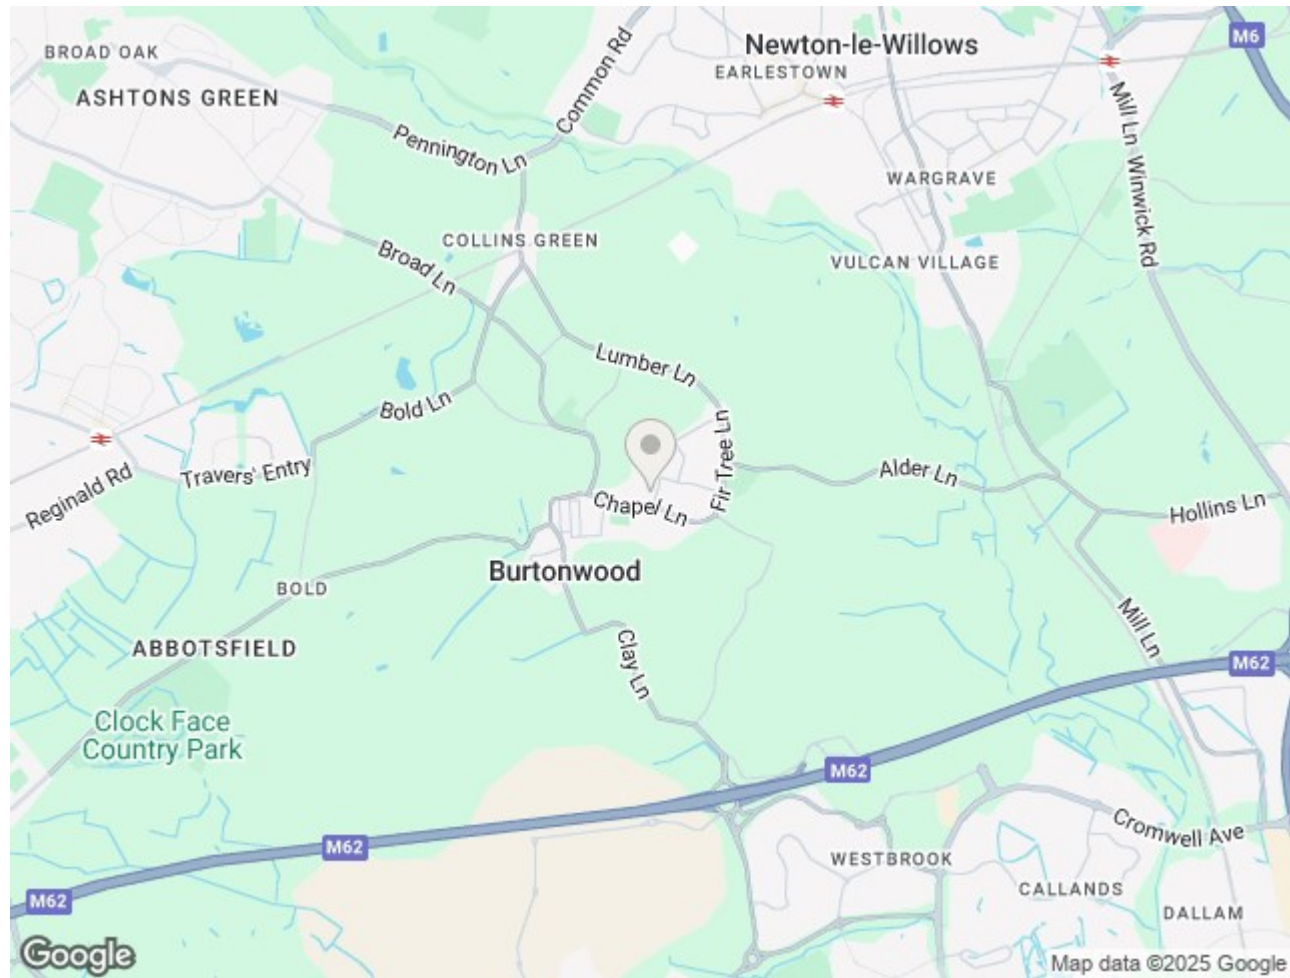 BROAD OAK
ASHTONS GREEN
Common Rd
Newton-le-Willows
EARLESTOWN
M6
Pennington Ln
Mill Ln
Winwick Rd
WARGRAVE
COLLINS GREEN
Broad Ln
VULCAN VILLAGE
Lumber Ln
Bold Ln
Fir Tree Ln
Travers' Entry
Reginald Rd
Alder Ln
Chapel Ln
Hollins Ln
Burtonwood
BOLD
ABBOTSFIELD
Clay Ln
Mill Ln
M62
Clock Face
Country Park
M62
M62
Cromwell Ave
WESTBROOK
CALLANDS
M62
DALLAM
Google
Map data ©2025 Google